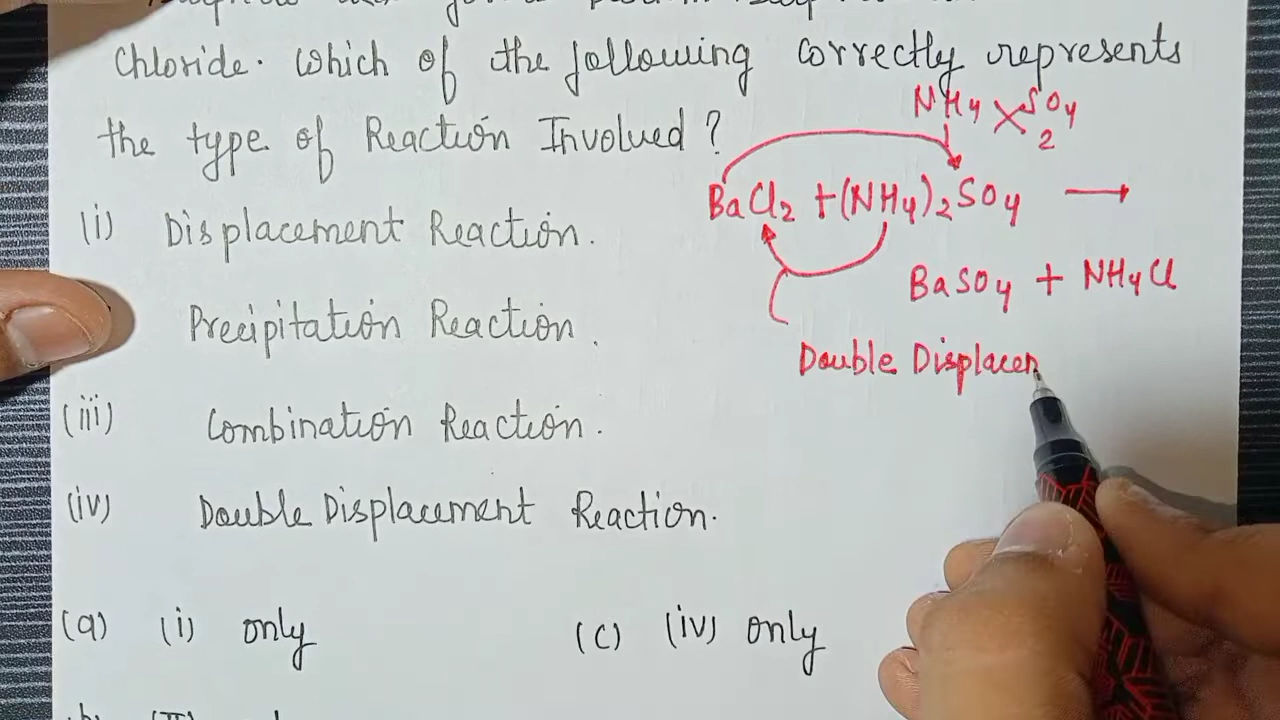 Chloride. Which of the following correctly represents
the type of Reaction Involved?
NH4 SO4
2
BaCl2 + (NH4)2SO4 →
(i) Displacement Reaction.
BaSO4 + NH4Cl
Precipitation Reaction.
Double Displacem
(iii) Combination Reaction.
(iv) Double Displacement Reaction.
(a) (i) only
(c) (iv) only